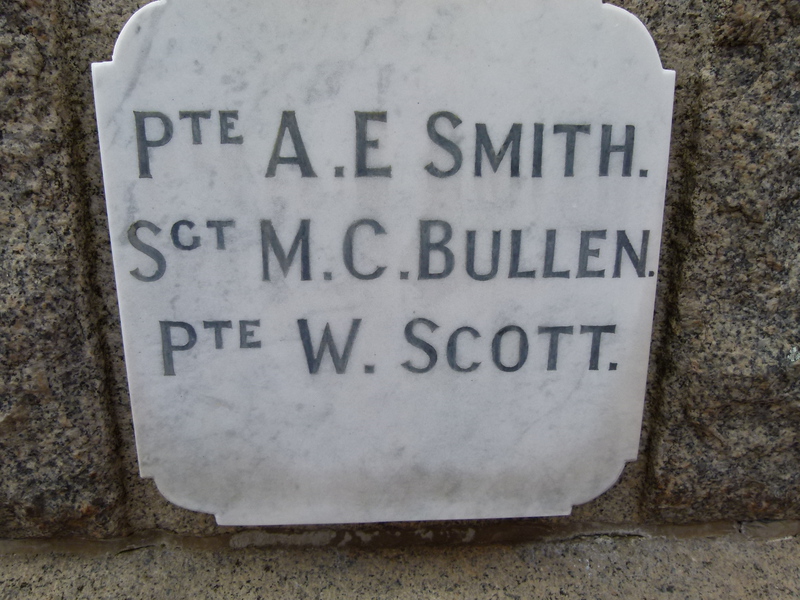 PTE A.E SMITH.
SGT M.C.BULLEN.
PTE W. SCOTT.